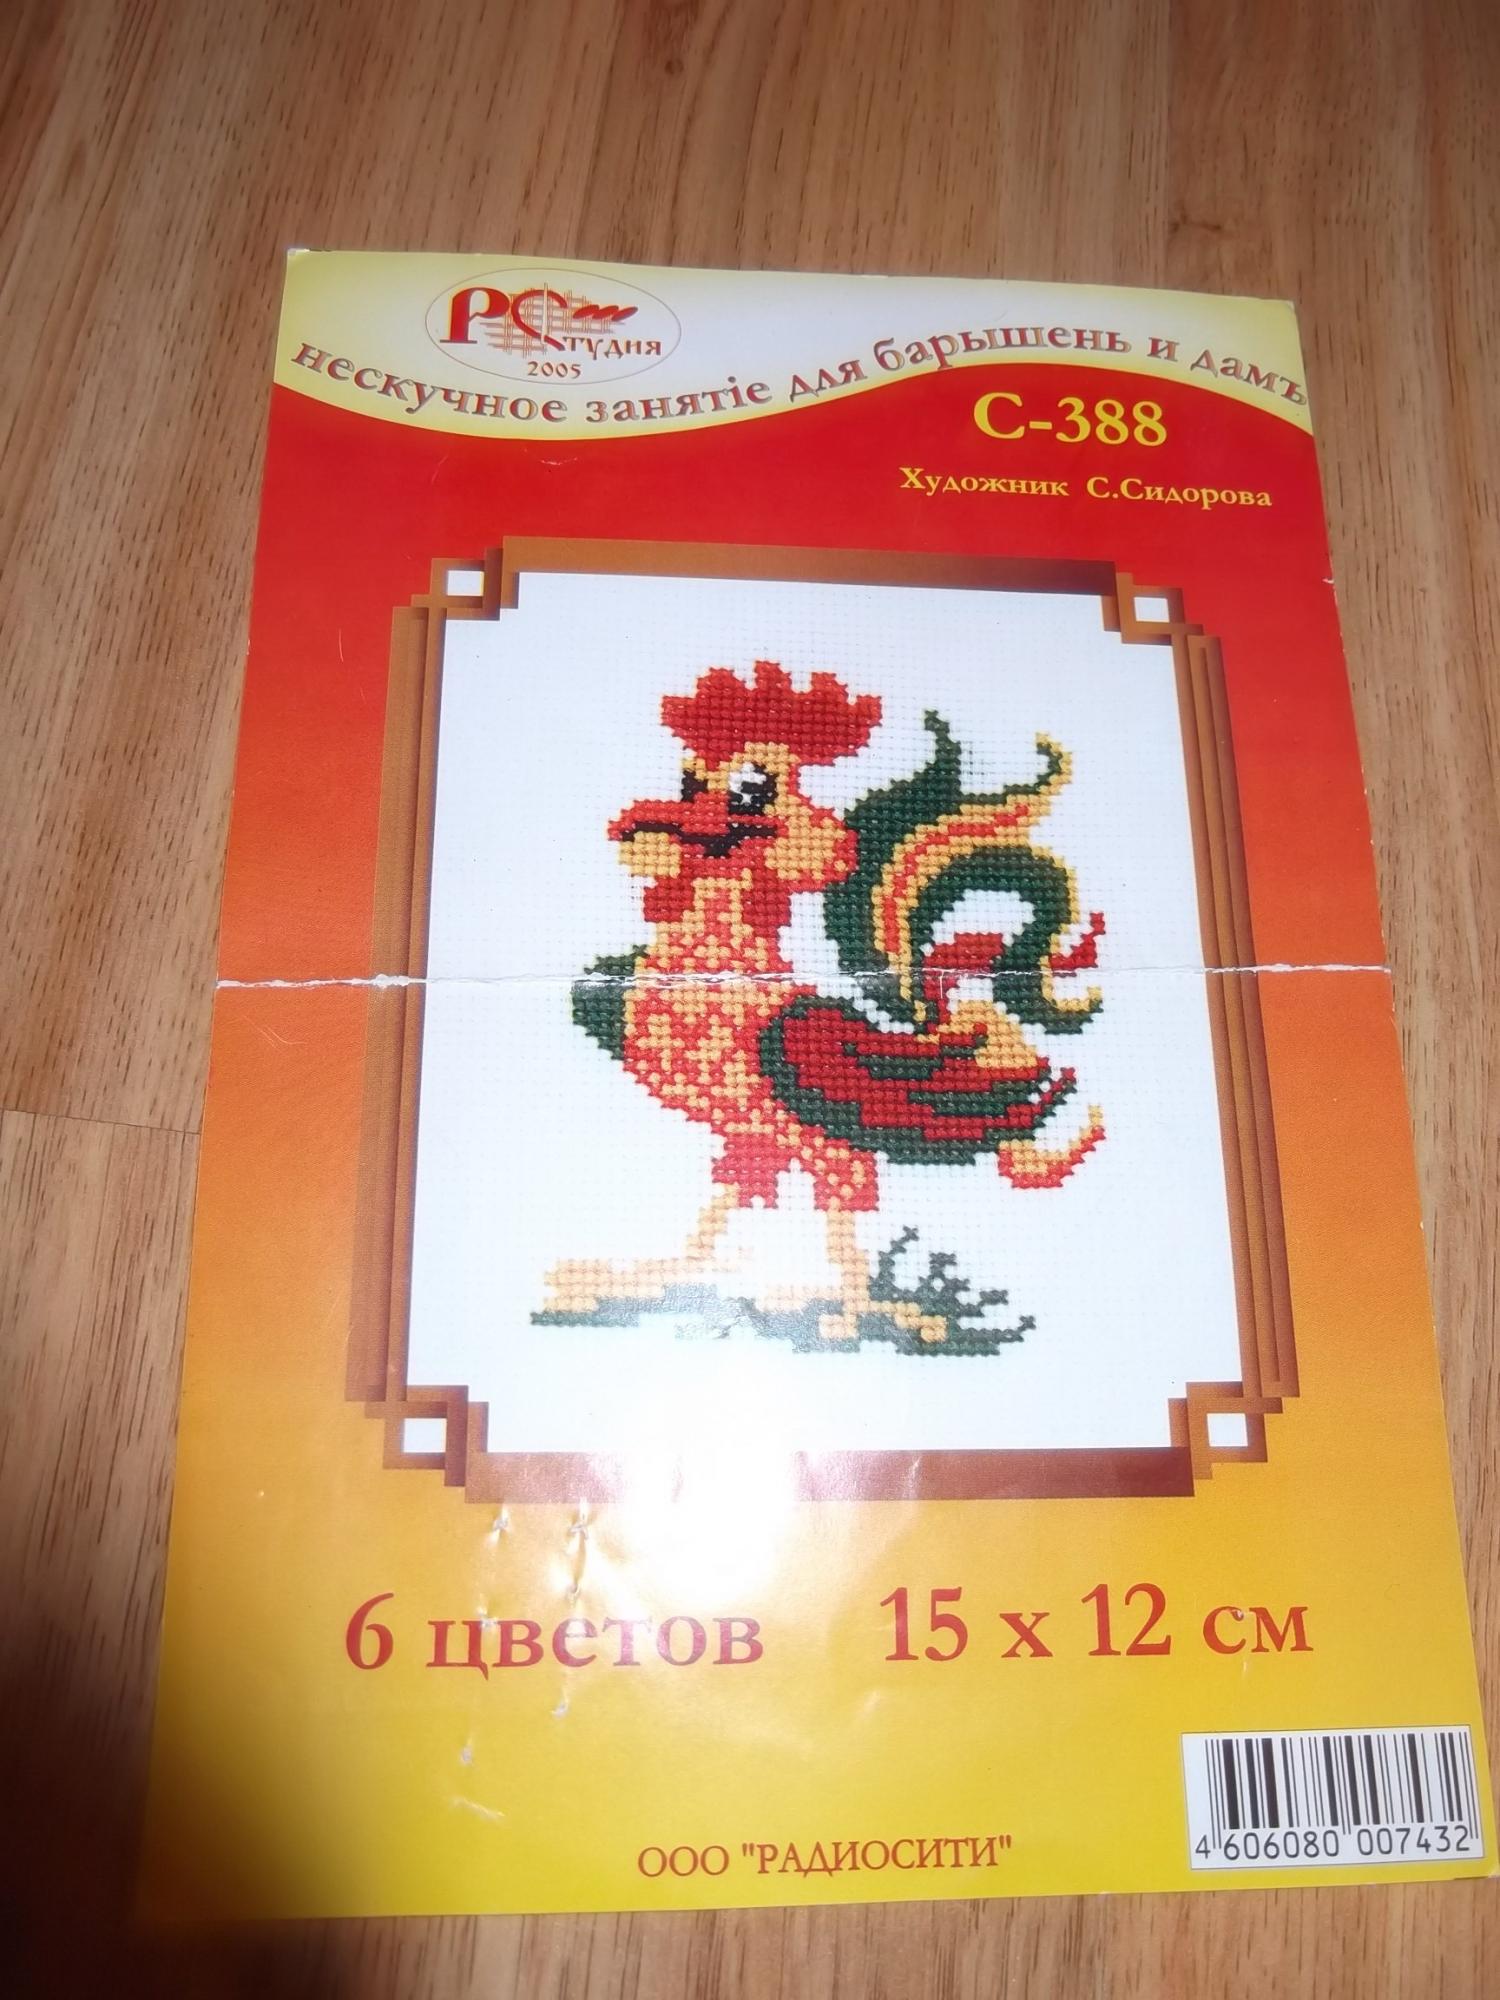 РС т
студия
2005
нескучное занятiе для барышень и дамъ
С-388
Художник С.Сидорова
6 цветов 15 х 12 см
ООО "РАДИОСИТИ"
4 606080 007432